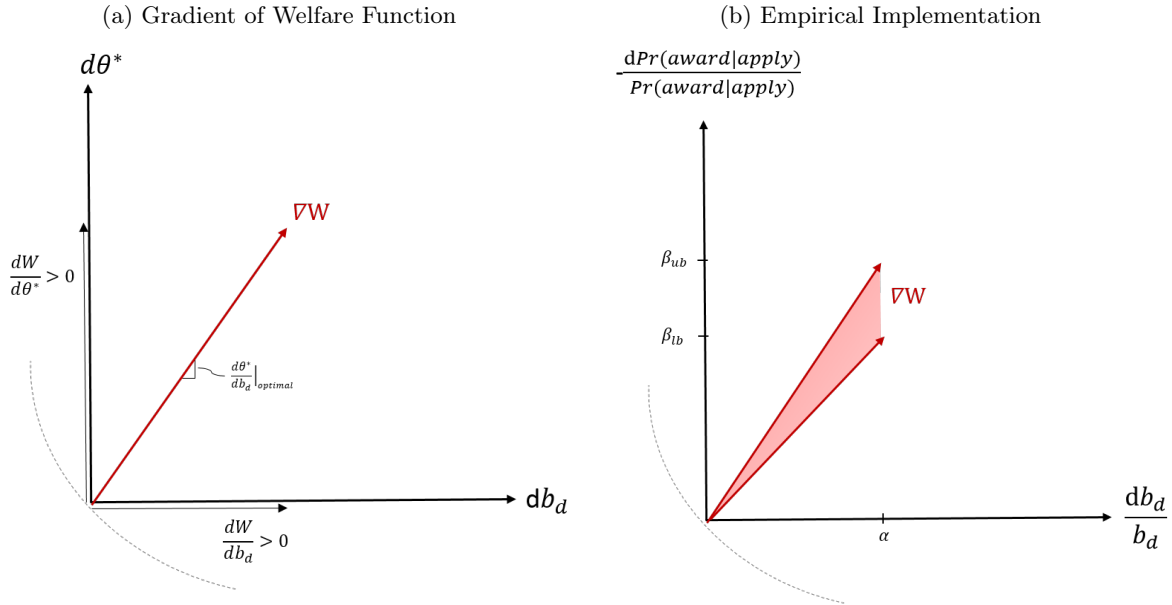 (a) Gradient of Welfare Function
dθ*
∇W
dW/dθ* > 0
dθ*/db_d |optimal
db_d
dW/db_d > 0
(b) Empirical Implementation
-dPr(award|apply)/Pr(award|apply)
β_ub
∇W
β_lb
α
db_d/b_d